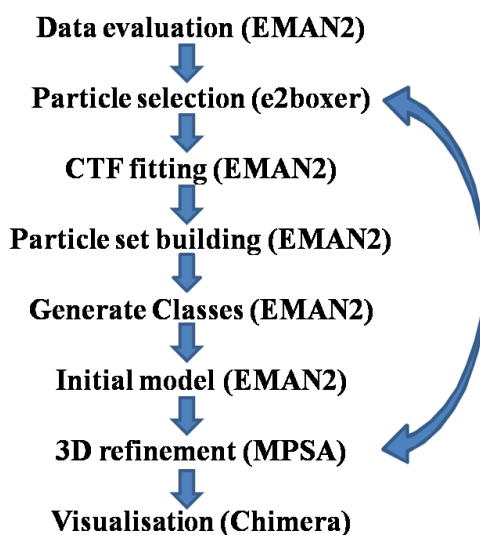 Data evaluation (EMAN2)
Particle selection (e2boxer)
CTF fitting (EMAN2)
Particle set building (EMAN2)
Generate Classes (EMAN2)
Initial model (EMAN2)
3D refinement (MPSA)
Visualisation (Chimera)